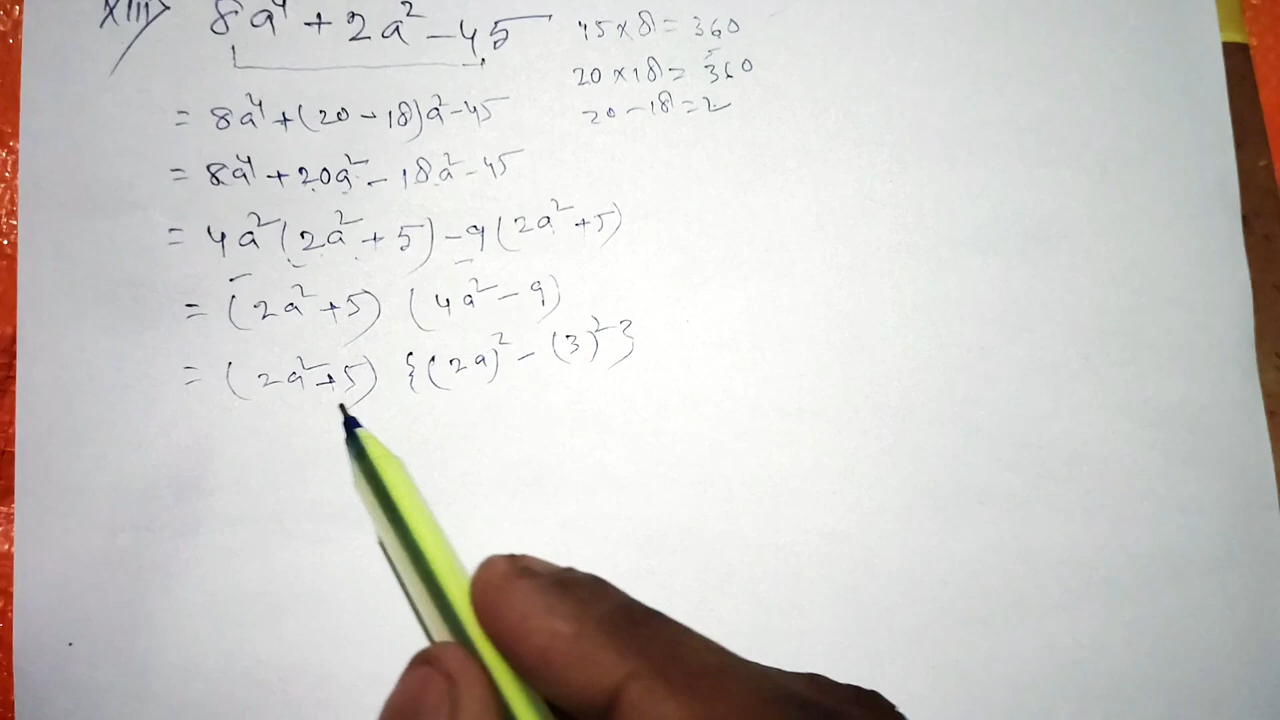 XIII) 8a⁴ + 2a² - 45
45 × 8 = 360
20 × 18 = 360
20 - 18 = 2
= 8a⁴ + (20 - 18)a² - 45
= 8a⁴ + 20a² - 18a² - 45
= 4a²(2a² + 5) - 9(2a² + 5)
= (2a² + 5) (4a² - 9)
= (2a² + 5) {(2a)² - (3)²}